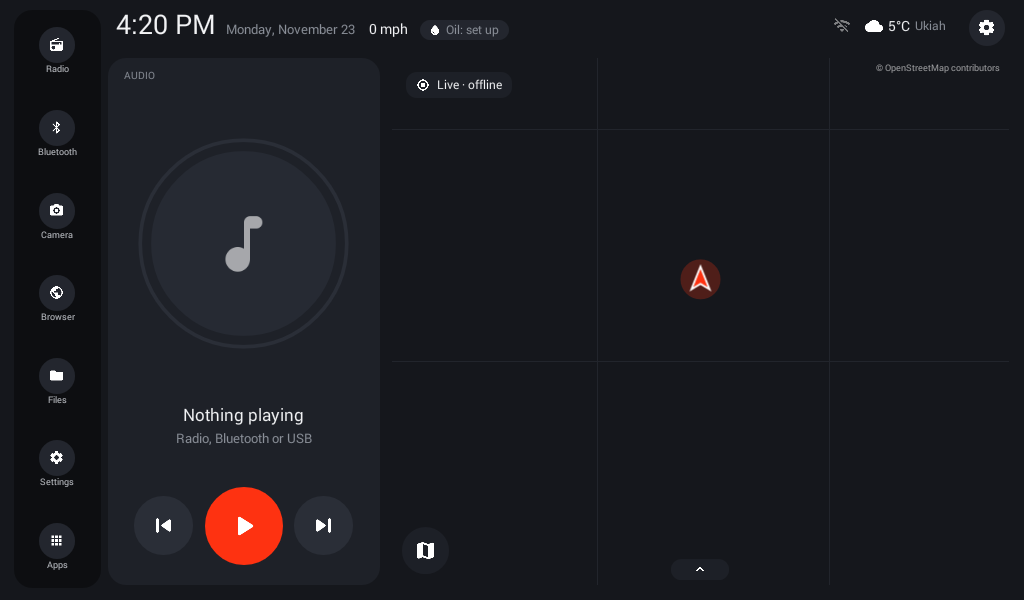 4:20 PM
Monday, November 23
0 mph
Oil: set up
5°C Ukiah
Radio
Bluetooth
Camera
Browser
Files
Settings
Apps
AUDIO
Nothing playing
Radio, Bluetooth or USB
Live · offline
© OpenStreetMap contributors